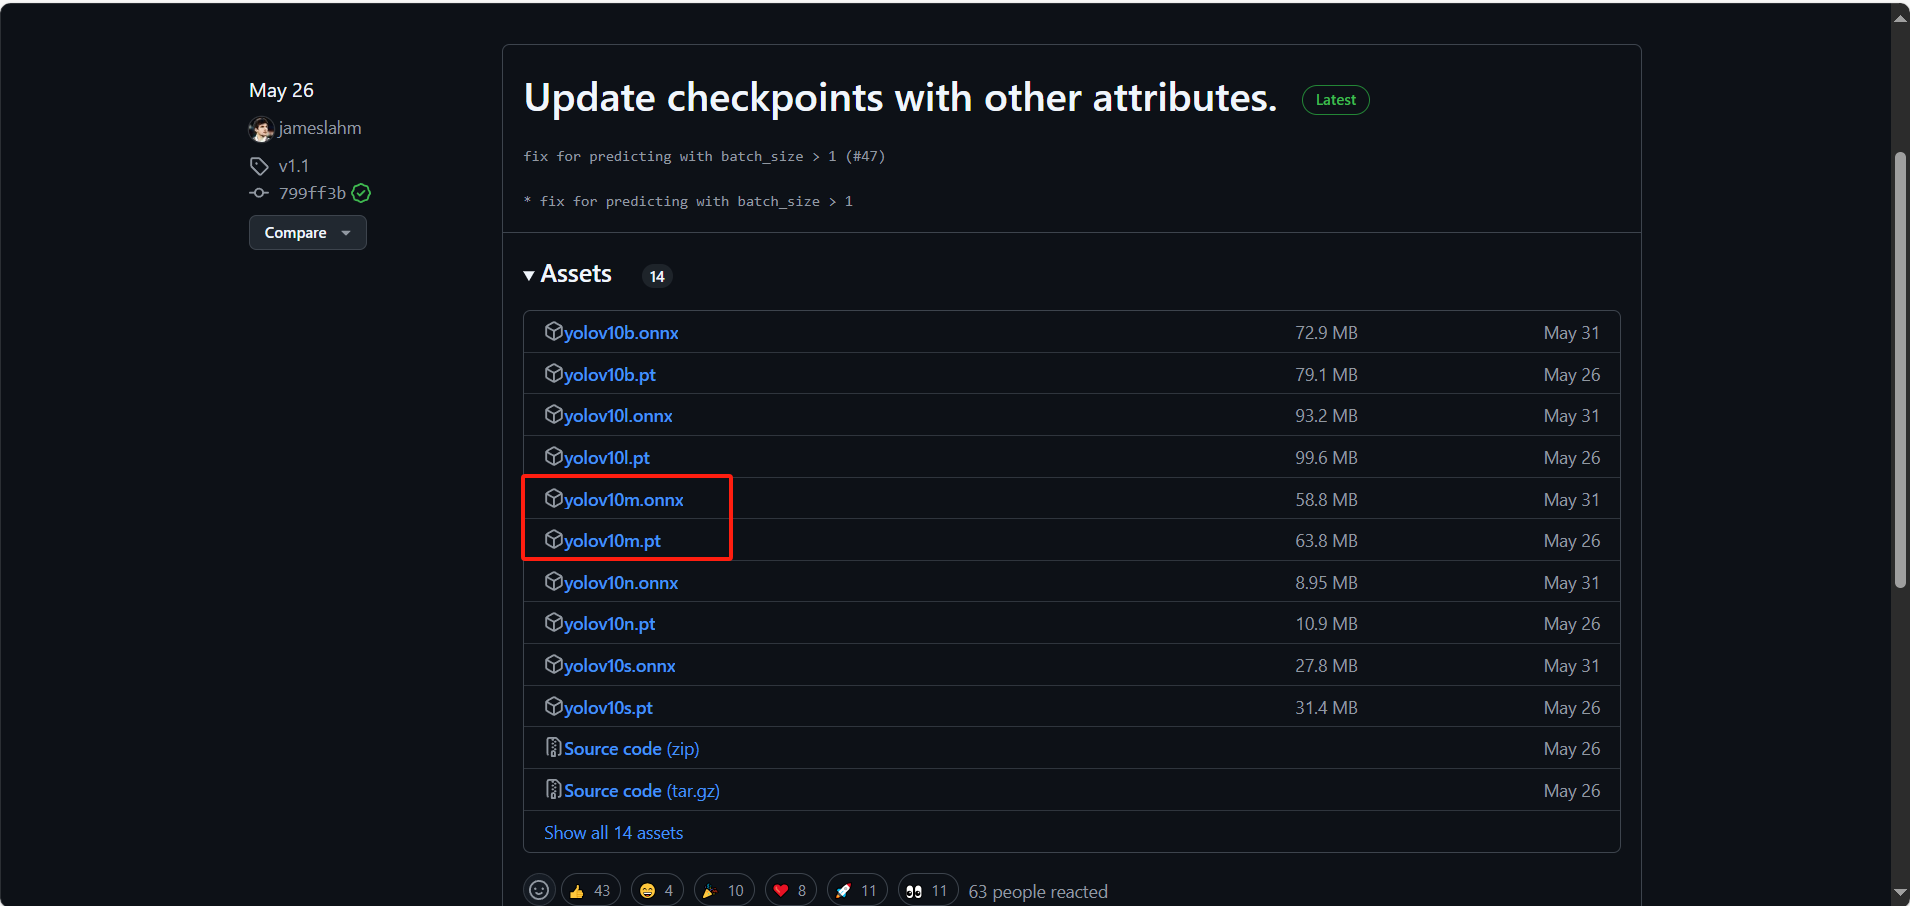 May 26
jameslahm
v1.1
799ff3b
Compare
Update checkpoints with other attributes. Latest
fix for predicting with batch_size > 1 (#47)
* fix for predicting with batch_size > 1
Assets 14
yolov10b.onnx 72.9 MB May 31
yolov10b.pt 79.1 MB May 26
yolov10l.onnx 93.2 MB May 31
yolov10l.pt 99.6 MB May 26
yolov10m.onnx 58.8 MB May 31
yolov10m.pt 63.8 MB May 26
yolov10n.onnx 8.95 MB May 31
yolov10n.pt 10.9 MB May 26
yolov10s.onnx 27.8 MB May 31
yolov10s.pt 31.4 MB May 26
Source code (zip) May 26
Source code (tar.gz) May 26
Show all 14 assets
43 4 10 8 11 11 63 people reacted